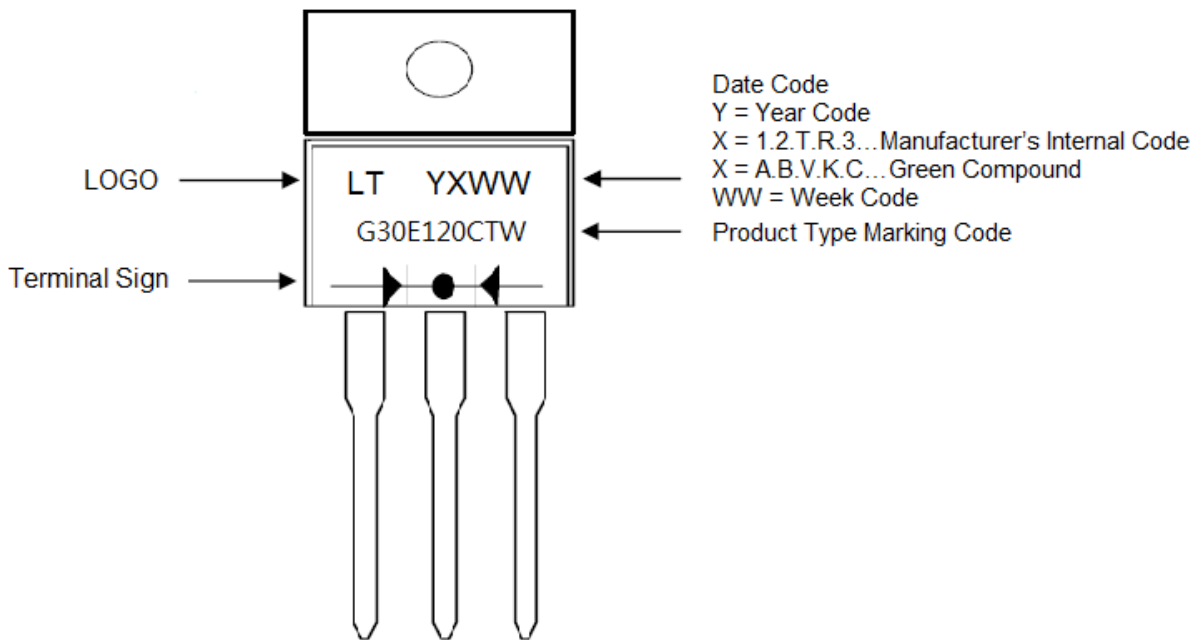 Date Code
Y = Year Code
X = 1.2.T.R.3...Manufacturer's Internal Code
LOGO
LT YXWW
X = A.B.V.K.C...Green Compound
WW = Week Code
G30E120CTW
Product Type Marking Code
Terminal Sign